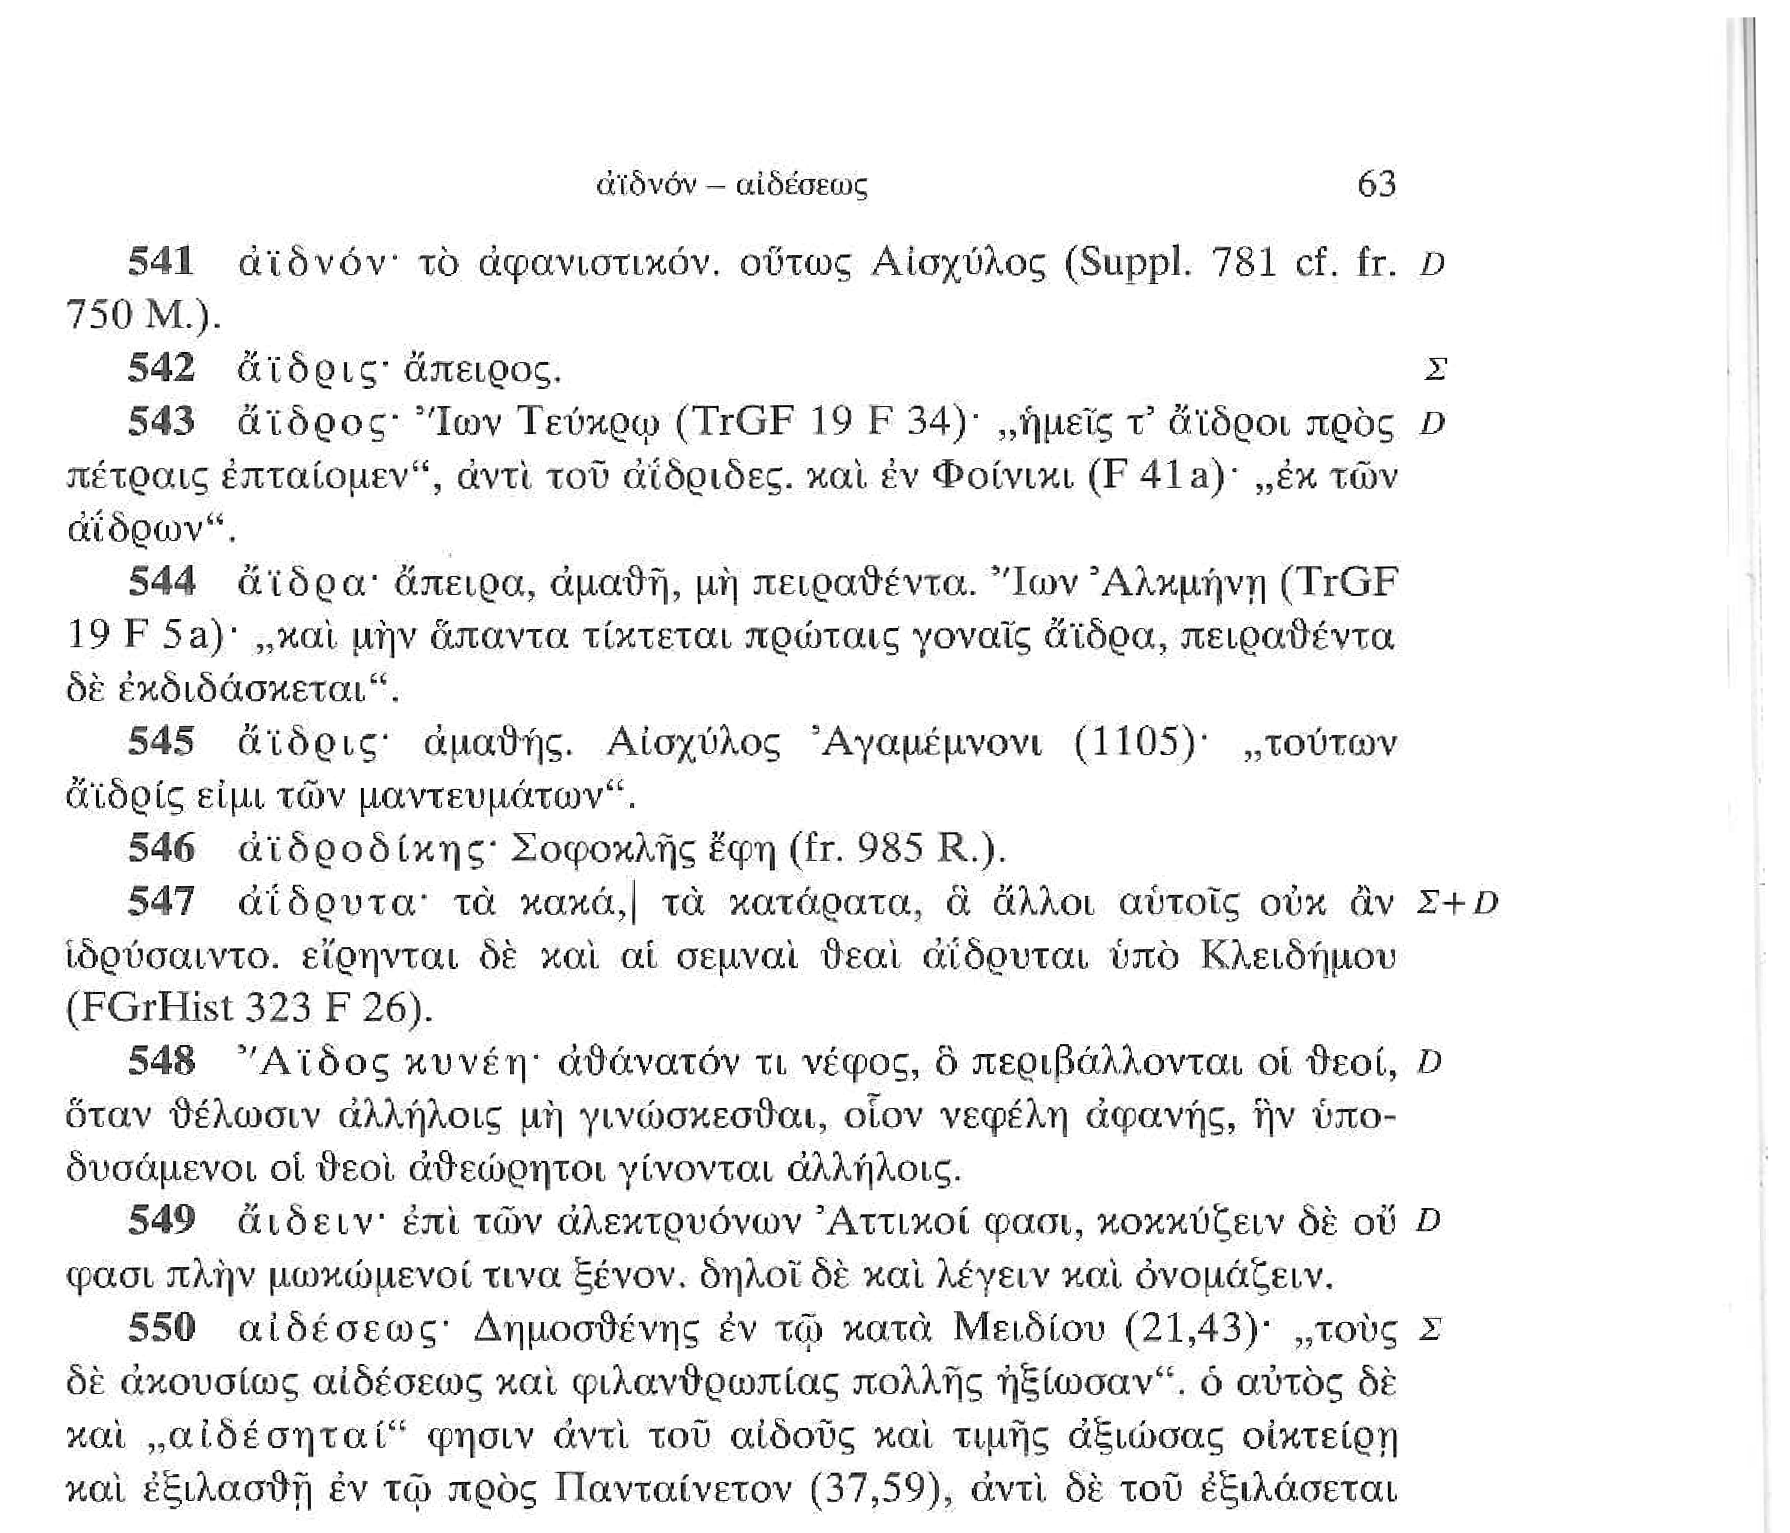 ἀϊδνόν – αἰδέσεως 63
541 ἀϊδνόν· τὸ ἀφανιστικόν. οὕτως Αἰσχύλος (Suppl. 781 cf. fr. D
750 M.).
542 ἄϊδρις· ἄπειρος. Σ
543 ἄϊδρος· Ἴων Τεύκρῳ (TrGF 19 F 34)· „ἡμεῖς τ’ ἄϊδροι πρὸς D
πέτραις ἐπταίομεν“, ἀντὶ τοῦ ἀΐδριδες. καὶ ἐν Φοίνικι (F 41a)· „ἐκ τῶν
ἀΐδρων“.
544 ἄϊδρα· ἄπειρα, ἀμαθῆ, μὴ πειραθέντα. Ἴων Ἀλκμήνῃ (TrGF
19 F 5a)· „καὶ μὴν ἅπαντα τίκτεται πρώταις γοναῖς ἄϊδρα, πειραθέντα
δὲ ἐκδιδάσκεται“.
545 ἄϊδρις· ἀμαθής. Αἰσχύλος Ἀγαμέμνονι (1105)· „τούτων
ἄϊδρίς εἰμι τῶν μαντευμάτων“.
546 ἀϊδροδίκης· Σοφοκλῆς ἔφη (fr. 985 R.).
547 ἀΐδρυτα· τὰ κακά,| τὰ κατάρατα, ἃ ἄλλοι αὑτοῖς οὐκ ἂν Σ+D
ἱδρύσαιντο. εἴρηνται δὲ καὶ αἱ σεμναὶ θεαὶ ἀΐδρυται ὑπὸ Κλειδήμου
(FGrHist 323 F 26).
548 Ἄϊδος κυνέη· ἀθάνατόν τι νέφος, ὃ περιβάλλονται οἱ θεοί, D
ὅταν θέλωσιν ἀλλήλοις μὴ γινώσκεσθαι, οἷον νεφέλη ἀφανής, ἣν ὑπο-
δυσάμενοι οἱ θεοὶ ἀθεώρητοι γίνονται ἀλλήλοις.
549 ἄιδειν· ἐπὶ τῶν ἀλεκτρυόνων Ἀττικοί φασι, κοκκύζειν δὲ οὔ D
φασι πλὴν μωκώμενοί τινα ξένον. δηλοῖ δὲ καὶ λέγειν καὶ ὀνομάζειν.
550 αἰδέσεως· Δημοσθένης ἐν τῷ κατὰ Μειδίου (21,43)· „τοὺς Σ
δὲ ἀκουσίως αἰδέσεως καὶ φιλανθρωπίας πολλῆς ἠξίωσαν“. ὁ αὐτὸς δὲ
καὶ „αἰδέσηταί“ φησιν ἀντὶ τοῦ αἰδοῦς καὶ τιμῆς ἀξιώσας οἰκτείρῃ
καὶ ἐξιλασθῇ ἐν τῷ πρὸς Πανταίνετον (37,59), ἀντὶ δὲ τοῦ ἐξιλάσεται